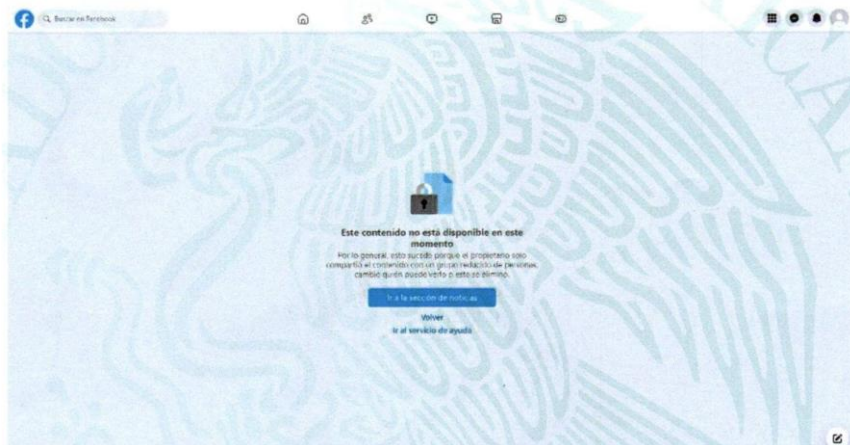 Buscar en Facebook
Este contenido no está disponible en este
momento
Por lo general, esto sucede porque el propietario solo
compartió el contenido con un grupo reducido de personas,
cambió quién puede verlo o este se eliminó.
Ir a la sección de noticias
Volver
Ir al servicio de ayuda